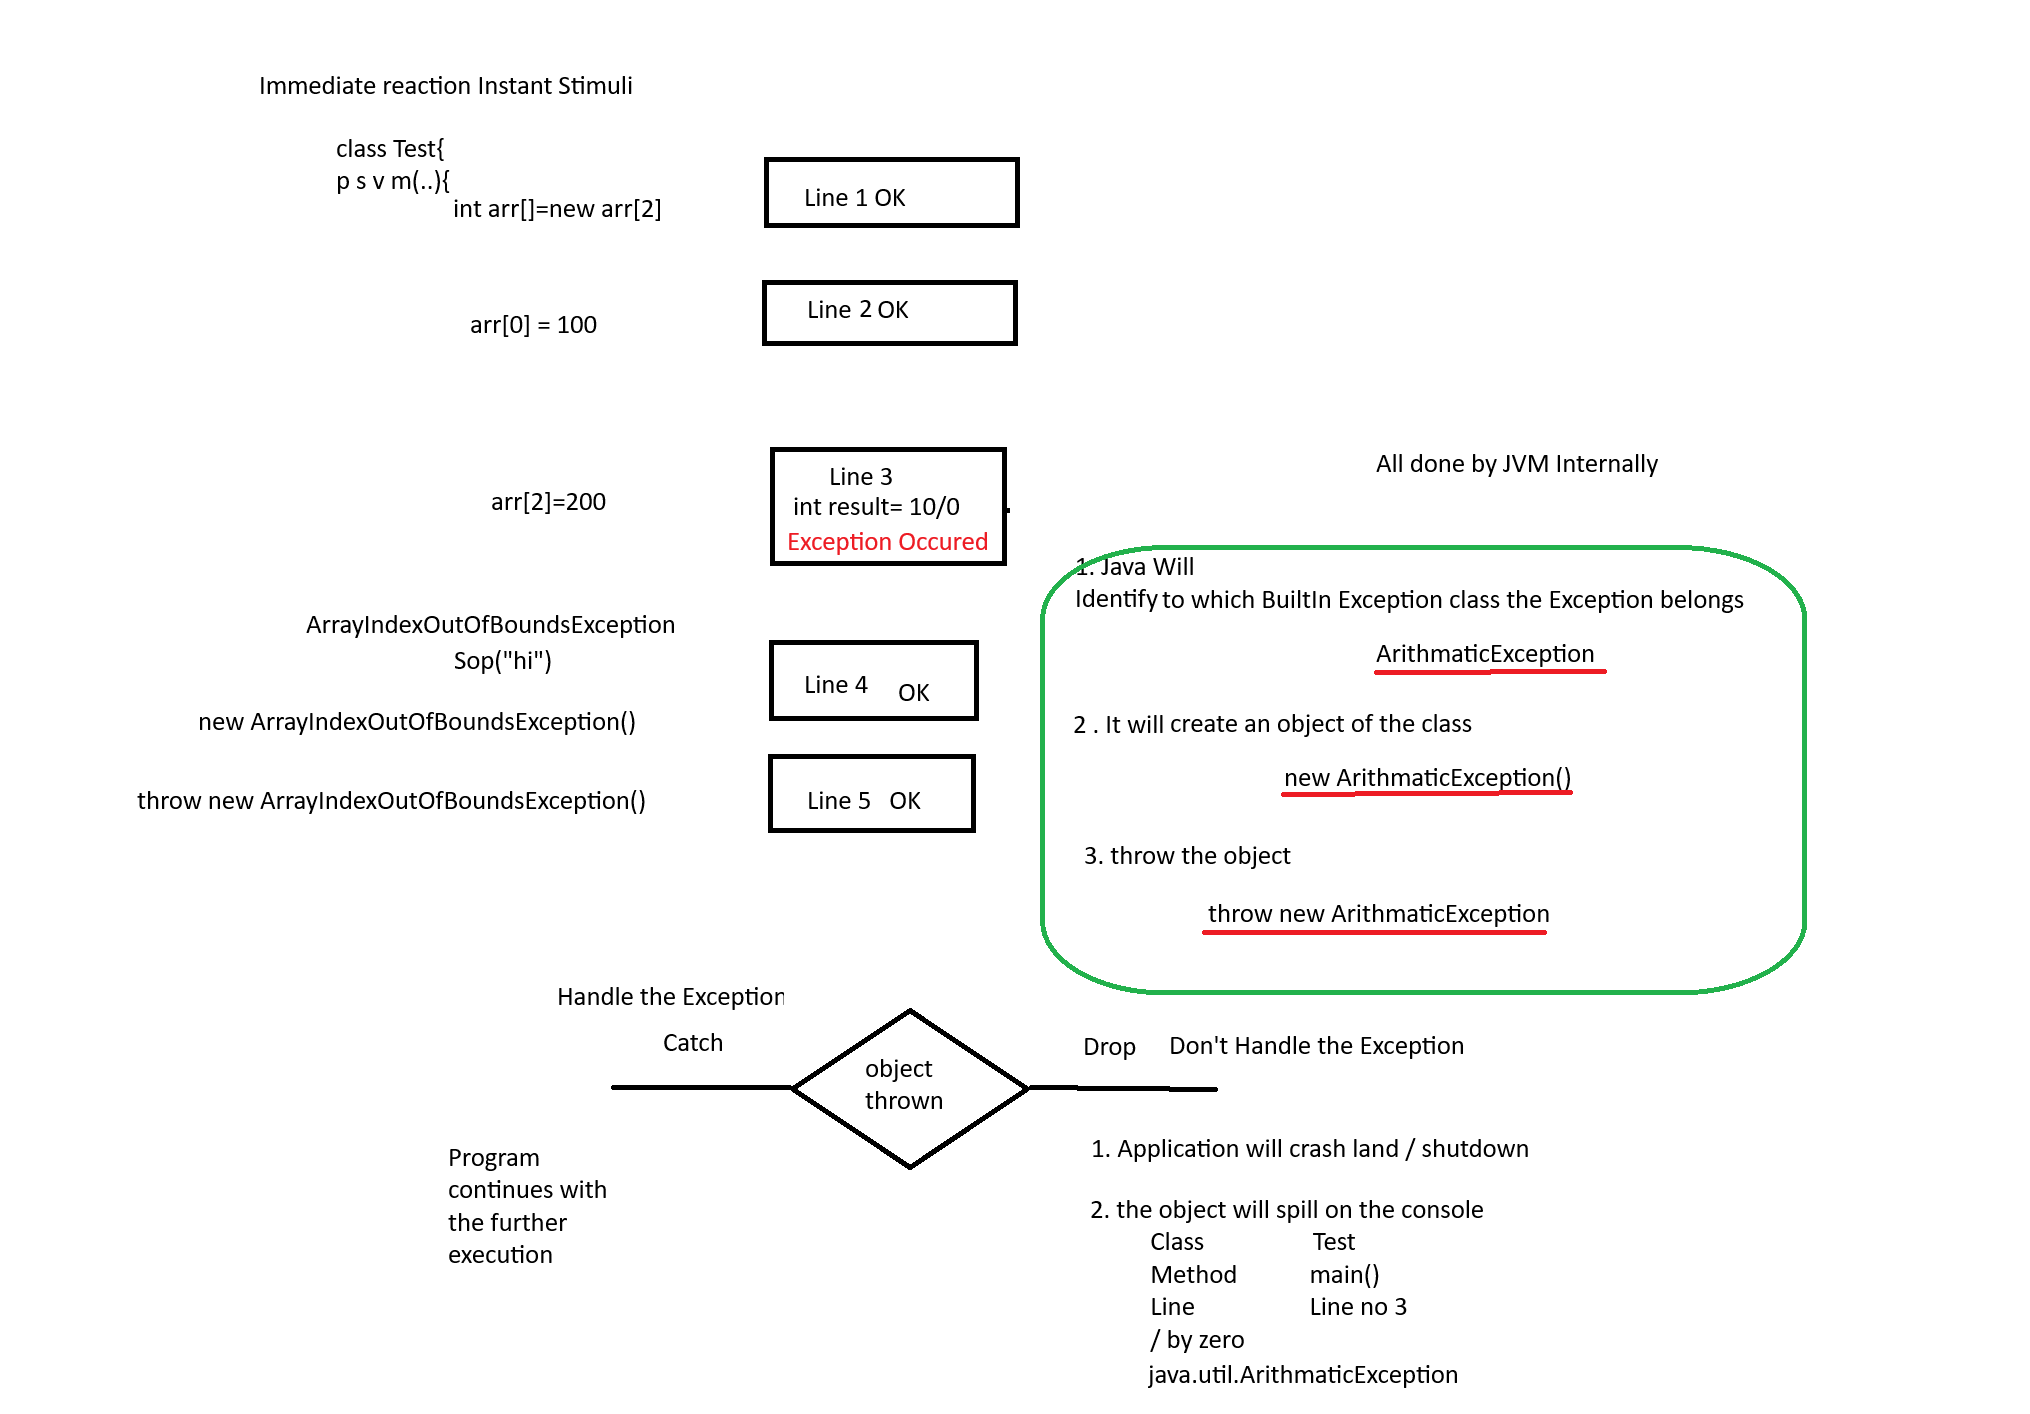 Immediate reaction Instant Stimuli
class Test{
p s v m(..){
int arr[]=new arr[2]
Line 1 OK
arr[0] = 100
Line 2 OK
arr[2]=200
Line 3
int result= 10/0
Exception Occured
All done by JVM Internally
1. Java Will
Identify to which BuiltIn Exception class the Exception belongs
ArithmaticException
2 . It will create an object of the class
new ArithmaticException()
3. throw the object
throw new ArithmaticException
ArrayIndexOutOfBoundsException
Sop("hi")
Line 4 OK
new ArrayIndexOutOfBoundsException()
throw new ArrayIndexOutOfBoundsException()
Line 5 OK
Handle the Exception
Catch
object
thrown
Drop Don't Handle the Exception
Program
continues with
the further
execution
1. Application will crash land / shutdown
2. the object will spill on the console
Class Test
Method main()
Line Line no 3
/ by zero
java.util.ArithmaticException